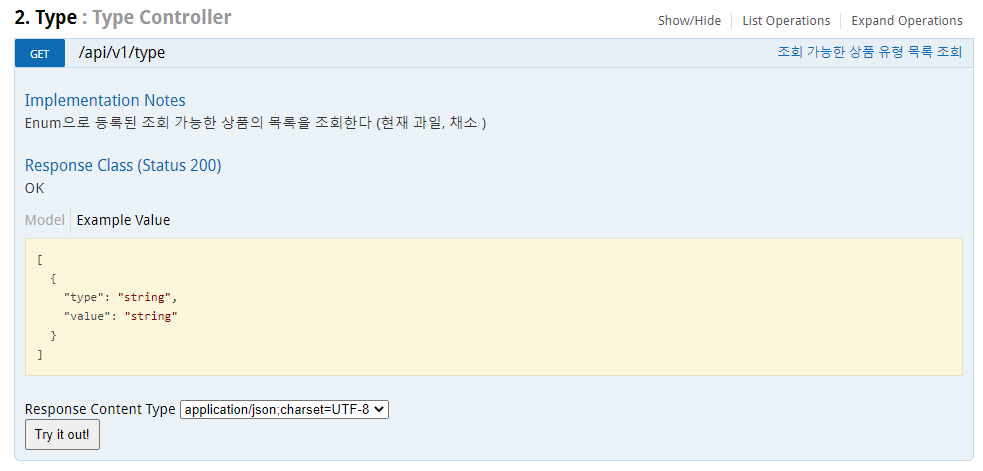 2. Type : Type Controller
Show/Hide
List Operations
Expand Operations
GET
/api/v1/type
조회 가능한 상품 유형 목록 조회
Implementation Notes
Enum으로 등록된 조회 가능한 상품의 목록을 조회한다 (현재 과일, 채소 )
Response Class (Status 200)
OK
Model
Example Value
[
{
"type": "string",
"value": "string"
}
]
Response Content Type application/json;charset=UTF-8
Try it out!